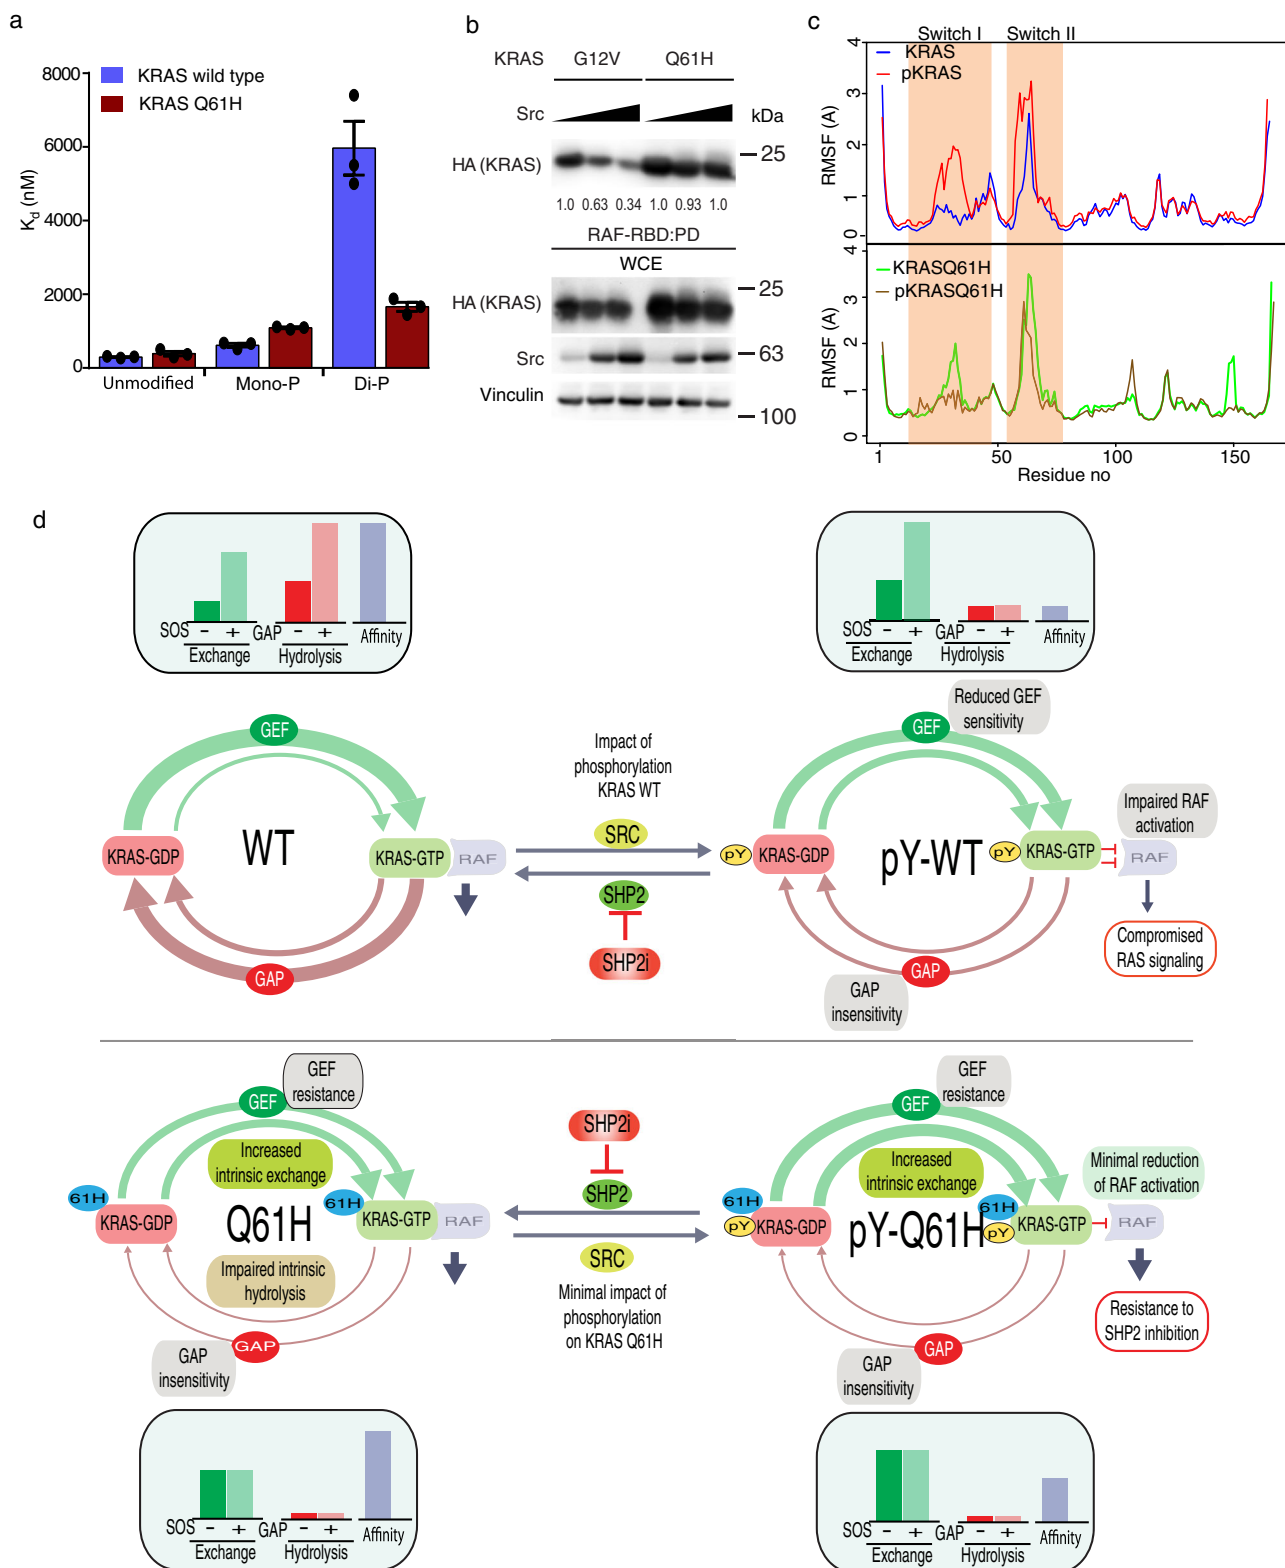 a
8000
6000
4000
2000
0
K_d (nM)
KRAS wild type
KRAS Q61H
Unmodified
Mono-P
Di-P
b
KRAS
G12V
Q61H
Src
kDa
HA (KRAS)
25
1.0 0.63 0.34 1.0 0.93 1.0
RAF-RBD:PD
WCE
HA (KRAS)
25
Src
63
Vinculin
100
c
Switch I
Switch II
KRAS
pKRAS
RMSF (A)
4
3
2
1
0
KRASQ61H
pKRASQ61H
RMSF (A)
4
3
2
1
0
1
50
100
150
Residue no
d
SOS
- +
Exchange
GAP
- +
Hydrolysis
Affinity
SOS
- +
Exchange
GAP
- +
Hydrolysis
Affinity
GEF
KRAS-GDP
WT
KRAS-GTP
RAF
GAP
Impact of
phosphorylation
KRAS WT
SRC
SHP2
SHP2i
Reduced GEF
sensitivity
GEF
pY
KRAS-GDP
pY-WT
pY
KRAS-GTP
RAF
Impaired RAF
activation
Compromised
RAS signaling
GAP
GAP
insensitivity
GEF
resistance
GEF
Increased
intrinsic exchange
61H
KRAS-GDP
Q61H
61H
KRAS-GTP
RAF
Impaired intrinsic
hydrolysis
GAP
GAP
insensitivity
SHP2i
SHP2
SRC
Minimal impact of
phosphorylation
on KRAS Q61H
GEF
resistance
GEF
Increased
intrinsic exchange
61H
pY
KRAS-GDP
pY-Q61H
61H
pY
KRAS-GTP
RAF
Minimal reduction
of RAF activation
Resistance to
SHP2 inhibition
GAP
GAP
insensitivity
SOS
- +
Exchange
GAP
- +
Hydrolysis
Affinity
SOS
- +
Exchange
GAP
- +
Hydrolysis
Affinity